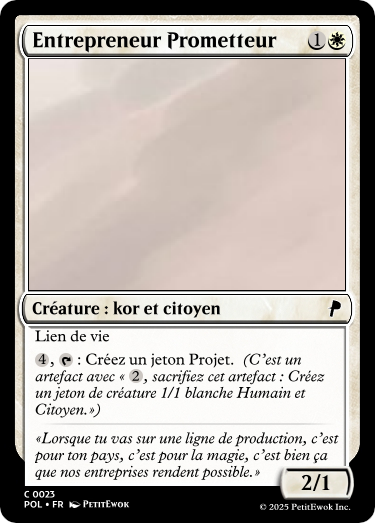 Entrepreneur Prometteur 1
Créature : kor et citoyen
Lien de vie
4, : Créez un jeton Projet. (C'est un
artefact avec « 2, sacrifiez cet artefact : Créez
un jeton de créature 1/1 blanche Humain et
Citoyen.»)
«Lorsque tu vas sur une ligne de production, c'est
pour ton pays, c'est pour la magie, c'est bien ça
que nos entreprises rendent possible.»
2/1
C 0023
POL • FR PetitEwok
© 2025 PetitEwok Inc.